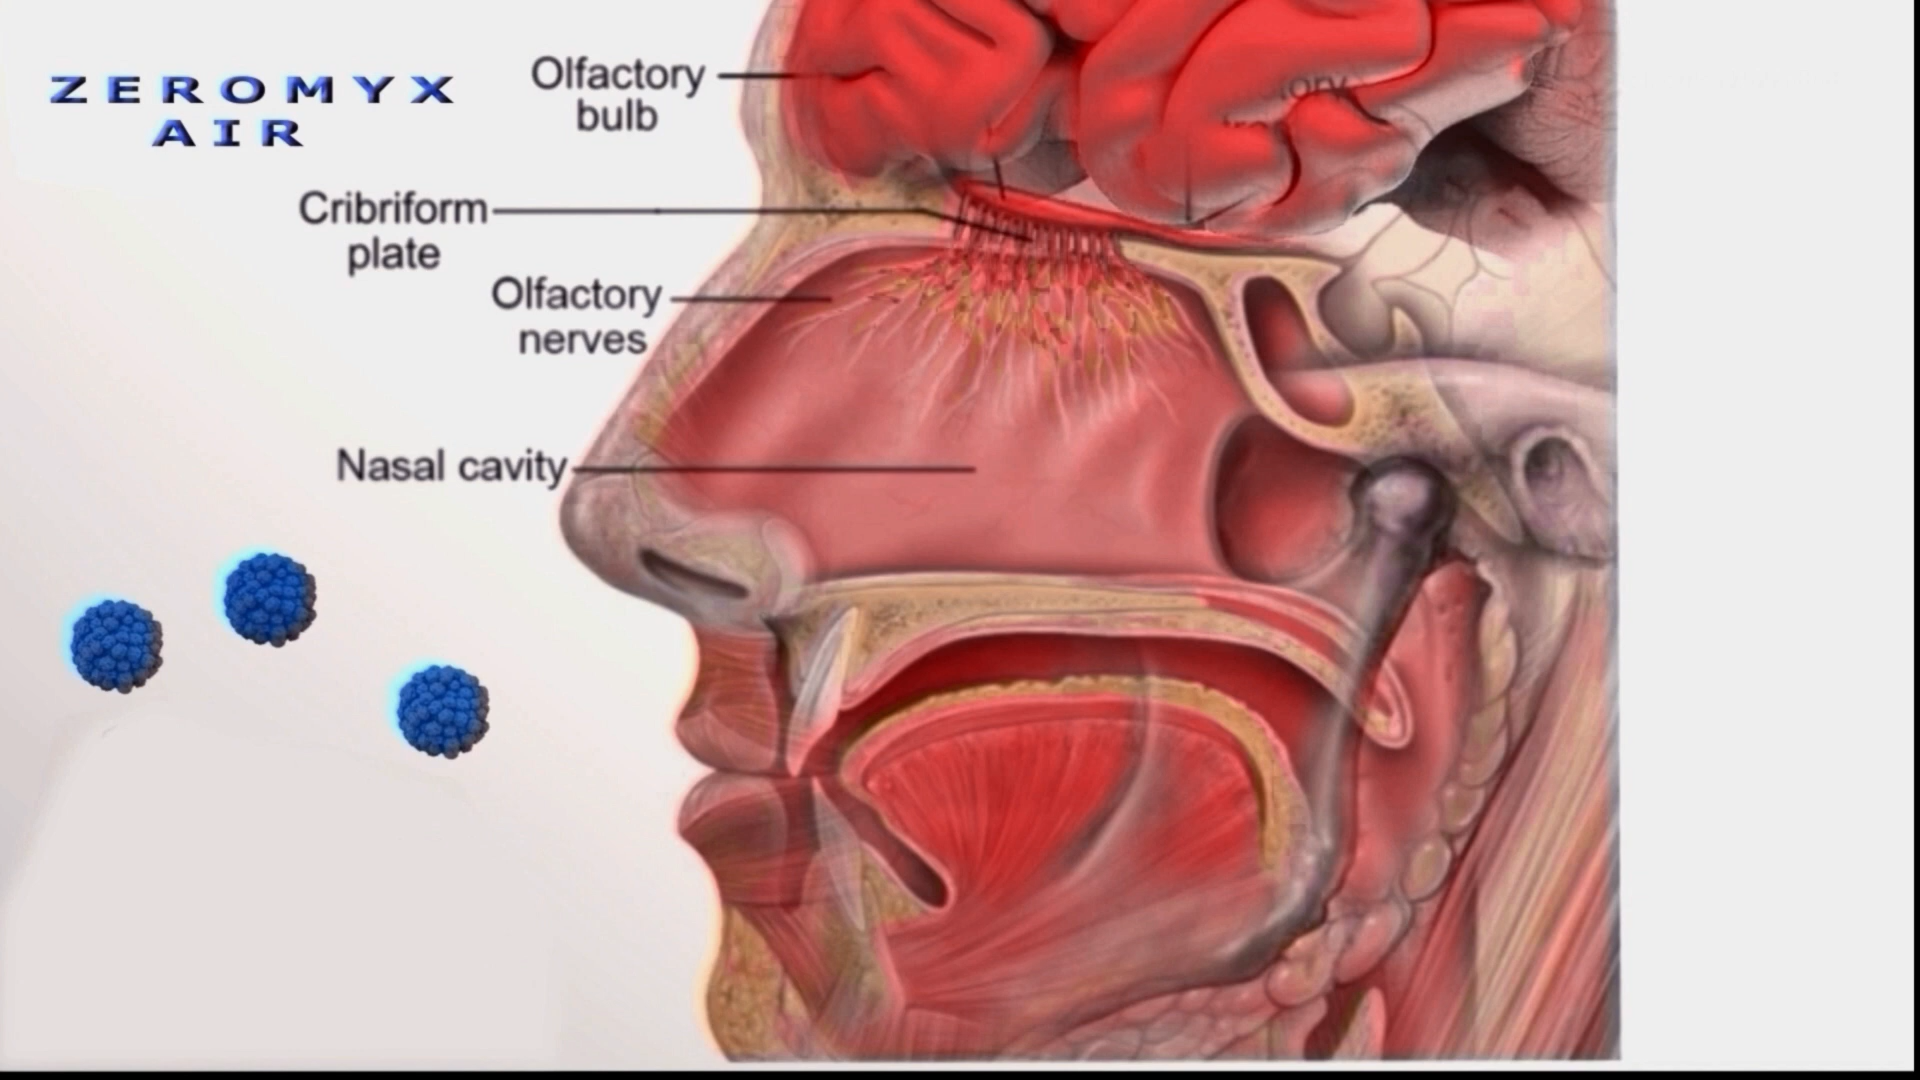 ZEROMYX
AIR
Olfactory
bulb
Cribriform
plate
Olfactory
nerves
Nasal cavity